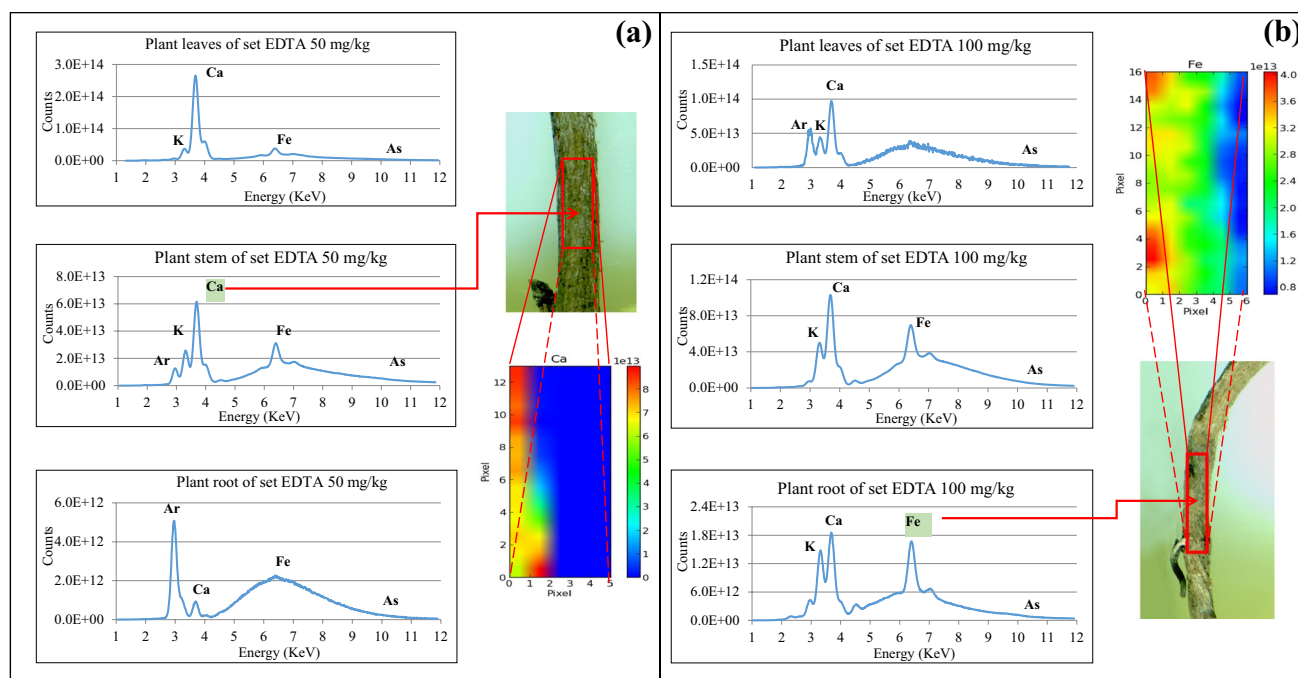 (a)
Plant leaves of set EDTA 50 mg/kg
Counts
3.0E+14
2.0E+14
1.0E+14
0.0E+00
Ca
K
Fe
As
1 2 3 4 5 6 7 8 9 10 11 12
Energy (KeV)
Plant stem of set EDTA 50 mg/kg
Counts
8.0E+13
6.0E+13
4.0E+13
2.0E+13
0.0E+00
Ca
K
Ar
Fe
As
1 2 3 4 5 6 7 8 9 10 11 12
Energy (KeV)
Plant root of set EDTA 50 mg/kg
Counts
6.0E+12
4.0E+12
2.0E+12
0.0E+00
Ar
Ca
Fe
As
1 2 3 4 5 6 7 8 9 10 11 12
Energy (KeV)
Ca
1e13
Pixel
12
10
8
6
4
2
0
0 1 2 3 4 5
Pixel
9
8
7
6
5
4
3
2
1
0
(b)
Plant leaves of set EDTA 100 mg/kg
Counts
1.5E+14
1.0E+14
5.0E+13
0.0E+00
Ca
Ar K
As
1 2 3 4 5 6 7 8 9 10 11 12
Energy (keV)
Plant stem of set EDTA 100 mg/kg
Counts
1.2E+14
8.0E+13
4.0E+13
0.0E+00
Ca
K
Fe
As
1 2 3 4 5 6 7 8 9 10 11 12
Energy (KeV)
Plant root of set EDTA 100 mg/kg
Counts
2.4E+13
1.8E+13
1.2E+13
6.0E+12
0.0E+00
Ca
Fe
K
As
1 2 3 4 5 6 7 8 9 10 11 12
Energy (KeV)
Fe
1e13
Pixel
16
14
12
10
8
6
4
2
0
0 1 2 3 4 5 6
Pixel
4.0
3.6
3.2
2.8
2.4
2.0
1.6
1.2
0.8